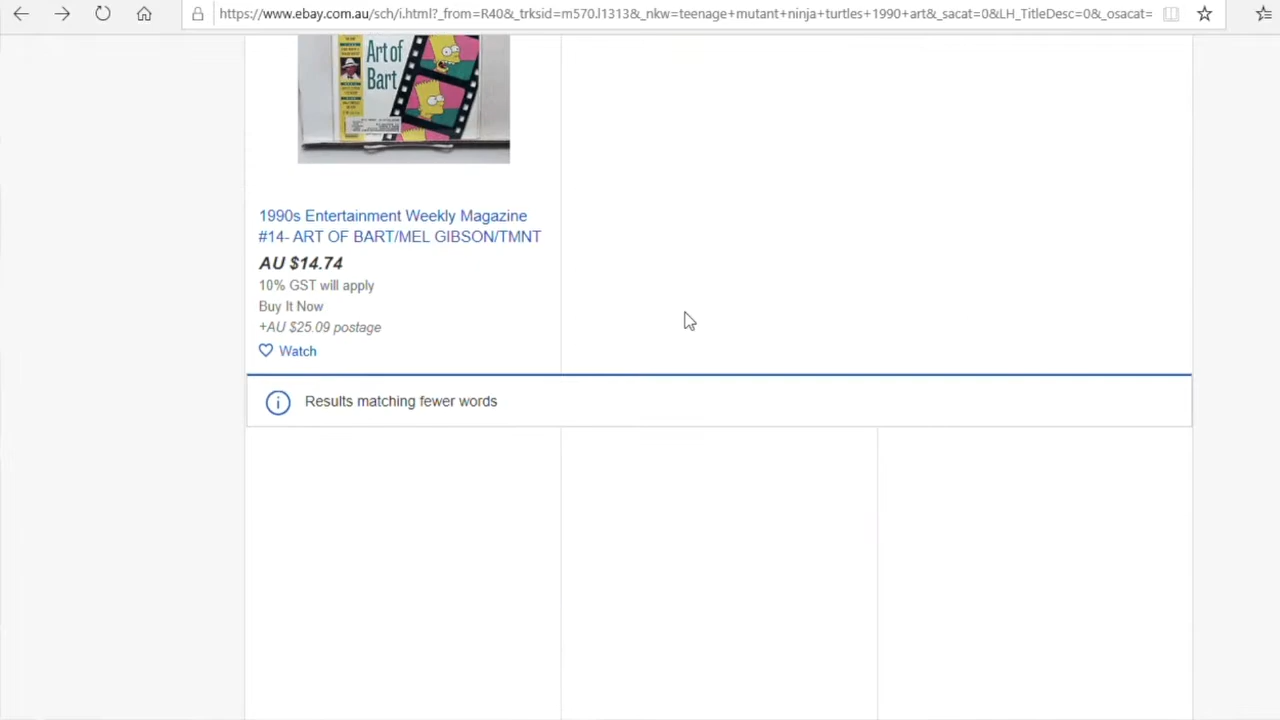 https://www.ebay.com.au/sch/i.html?_from=R40&_trksid=m570.l1313&_nkw=teenage+mutant+ninja+turtles+1990+art&_sacat=0&LH_TitleDesc=0&_osacat=
Art of
Bart
1990s Entertainment Weekly Magazine
#14- ART OF BART/MEL GIBSON/TMNT
AU $14.74
10% GST will apply
Buy It Now
+AU $25.09 postage
Watch
Results matching fewer words